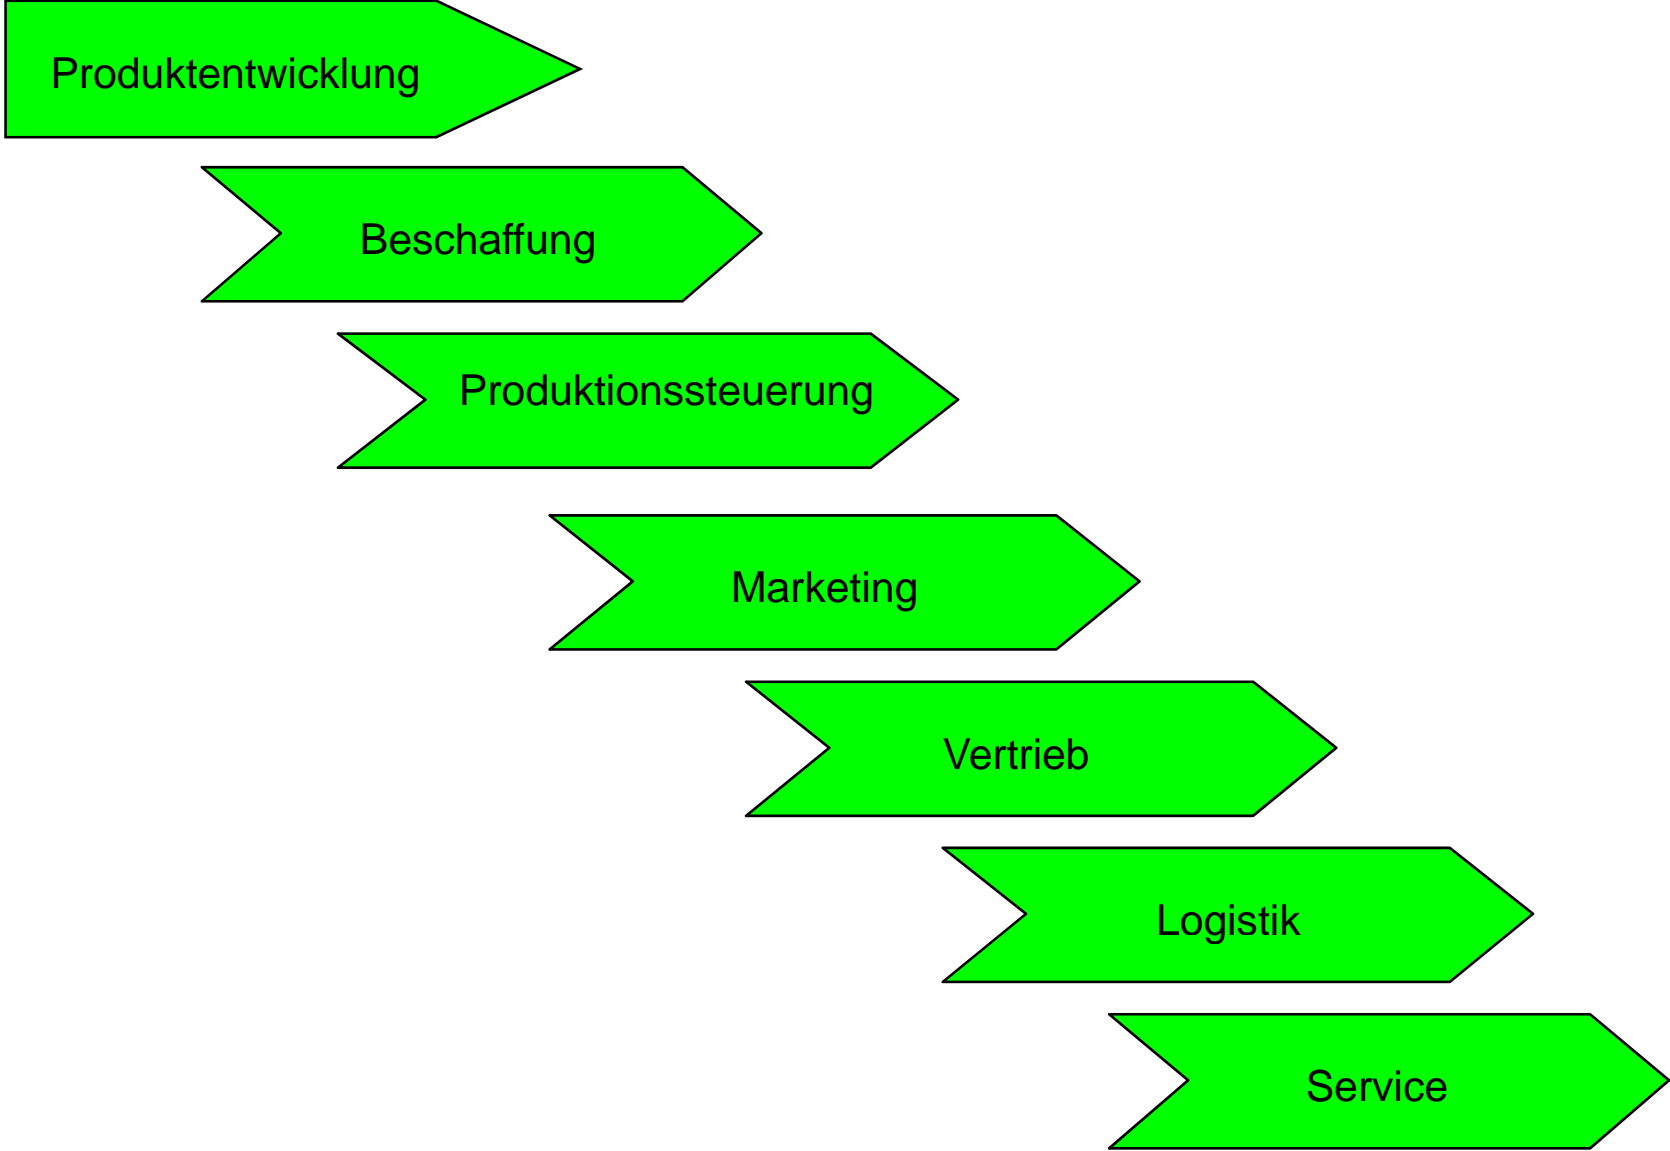 Produktentwicklung
Beschaffung
Produktionssteuerung
Marketing
Vertrieb
Logistik
Service